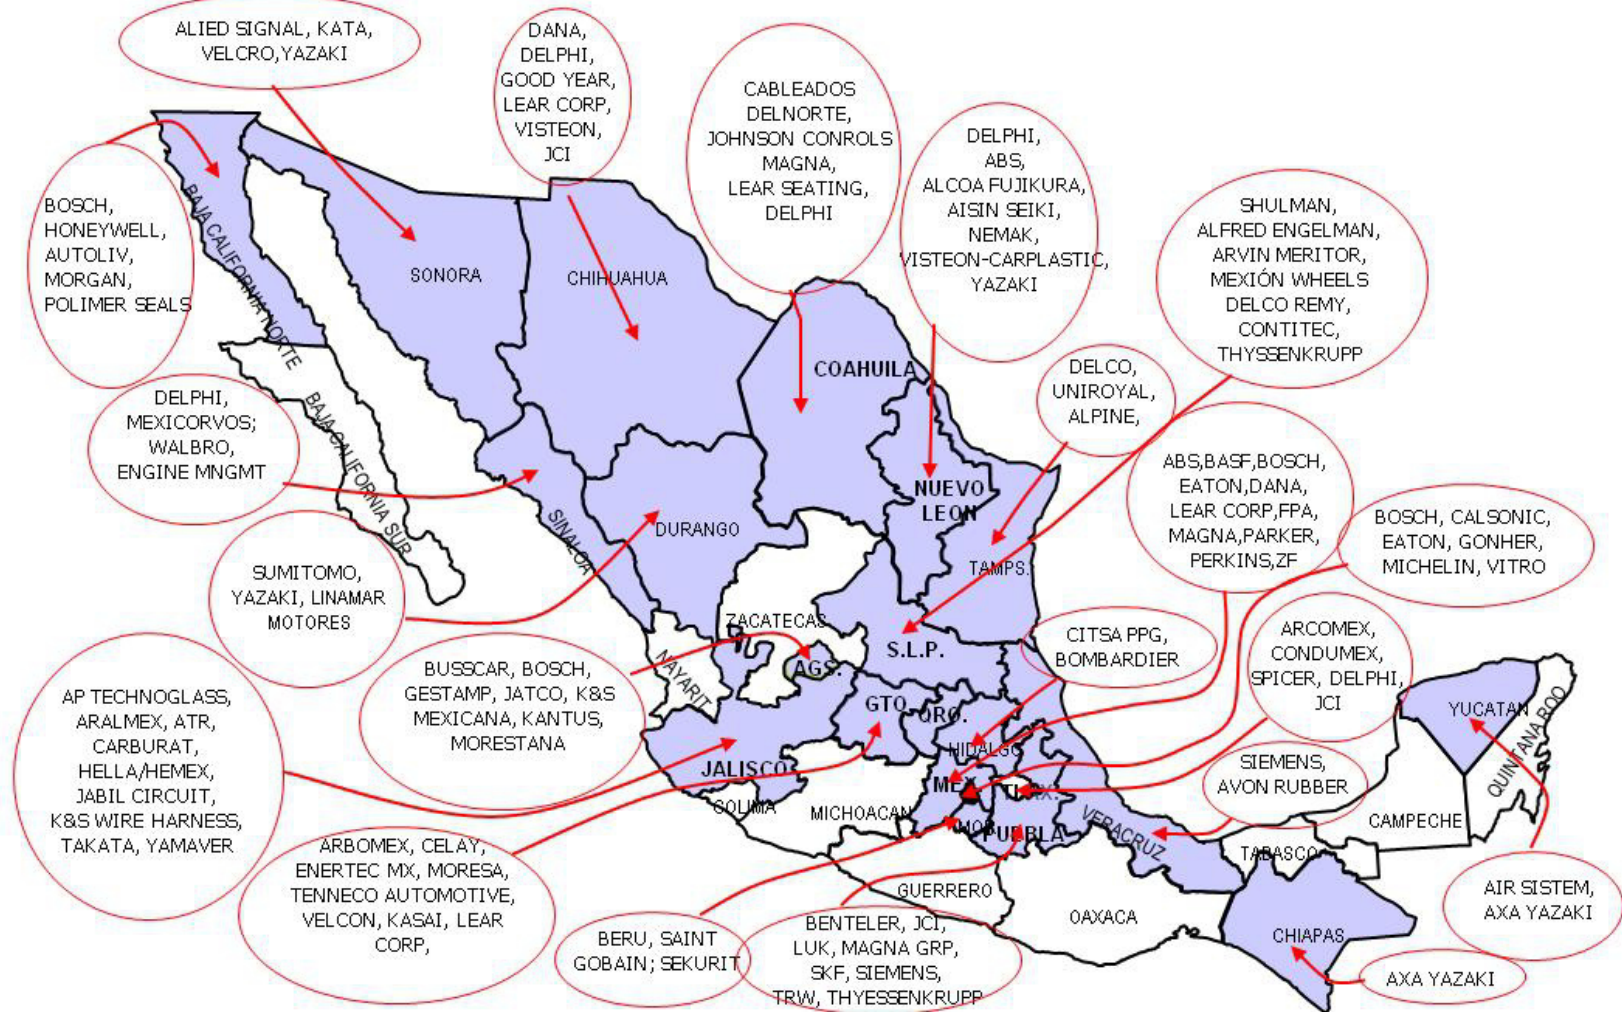 ALIED SIGNAL, KATA,
VELCRO,YAZAKI
DANA,
DELPHI,
GOOD YEAR,
LEAR CORP,
VISTEON,
JCI
CABLEADOS
DELNORTE,
JOHNSON CONROLS
MAGNA,
LEAR SEATING,
DELPHI
DELPHI,
ABS,
ALCOA FUJIKURA,
AISIN SEIKI,
NEMAK,
VISTEON-CARPLASTIC,
YAZAKI
SHULMAN,
ALFRED ENGELMAN,
ARVIN MERITOR,
MEXIÓN WHEELS
DELCO REMY,
CONTITEC,
THYSSENKRUPP
BOSCH,
HONEYWELL,
AUTOLIV,
MORGAN,
POLIMER SEALS
BAJA CALIFORNIA NORTE
SONORA
CHIHUAHUA
COAHUILA
DELCO,
UNIROYAL,
ALPINE,
DELPHI,
MEXICORVOS;
WALBRO,
ENGINE MNGMT
BAJA CALIFORNIA SUR
SINALOA
DURANGO
NUEVO
LEON
TAMPS.
ABS,BASF,BOSCH,
EATON,DANA,
LEAR CORP,FPA,
MAGNA,PARKER,
PERKINS,ZF
BOSCH, CALSONIC,
EATON, GONHER,
MICHELIN, VITRO
SUMITOMO,
YAZAKI, LINAMAR
MOTORES
ZACATECAS
NAYARIT
AGS.
S.L.P.
CITSA PPG,
BOMBARDIER
ARCOMEX,
CONDUMEX,
SPICER, DELPHI,
JCI
BUSSCAR, BOSCH,
GESTAMP, JATCO, K&S
MEXICANA, KANTUS,
MORESTANA
AP TECHNOGLASS,
ARALMEX, ATR,
CARBURAT,
HELLA/HEMEX,
JABIL CIRCUIT,
K&S WIRE HARNESS,
TAKATA, YAMAVER
GTO.
QRO.
HIDALGO
YUCATAN
QUINTANA ROO
JALISCO
COLIMA
MICHOACAN
MEX.
MOR.
PUEBLA
VERACRUZ
SIEMENS,
AVON RUBBER
CAMPECHE
TABASCO
GUERRERO
OAXACA
CHIAPAS
ARBOMEX, CELAY,
ENERTEC MX, MORESA,
TENNECO AUTOMOTIVE,
VELCON, KASAI, LEAR
CORP,
BERU, SAINT
GOBAIN; SEKURIT
BENTELER, JCI,
LUK, MAGNA GRP,
SKF, SIEMENS,
TRW, THYESSENKRUPP
AIR SISTEM,
AXA YAZAKI
AXA YAZAKI